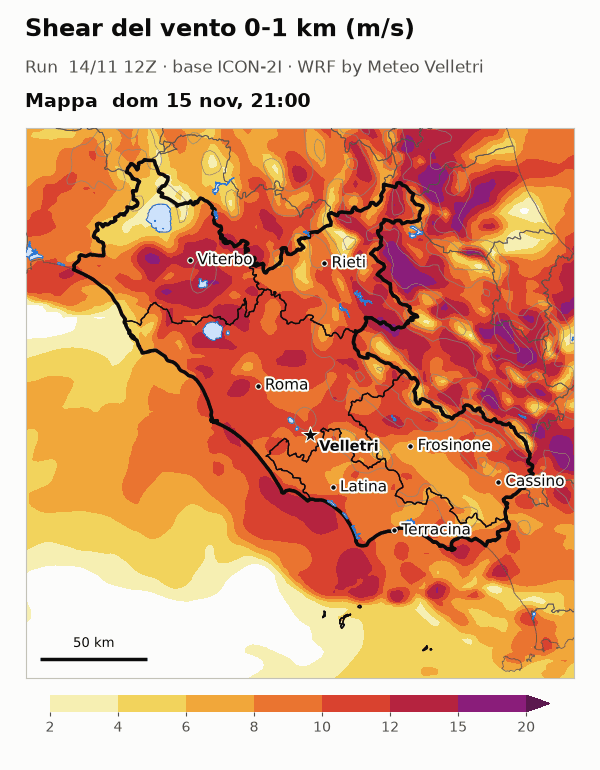 Shear del vento 0-1 km (m/s)
Run  14/11 12Z · base ICON-2I · WRF by Meteo Velletri
Mappa  dom 15 nov, 21:00
Viterbo
Rieti
Roma
Velletri
Frosinone
Latina
Cassino
Terracina
50 km
2 4 6 8 10 12 15 20